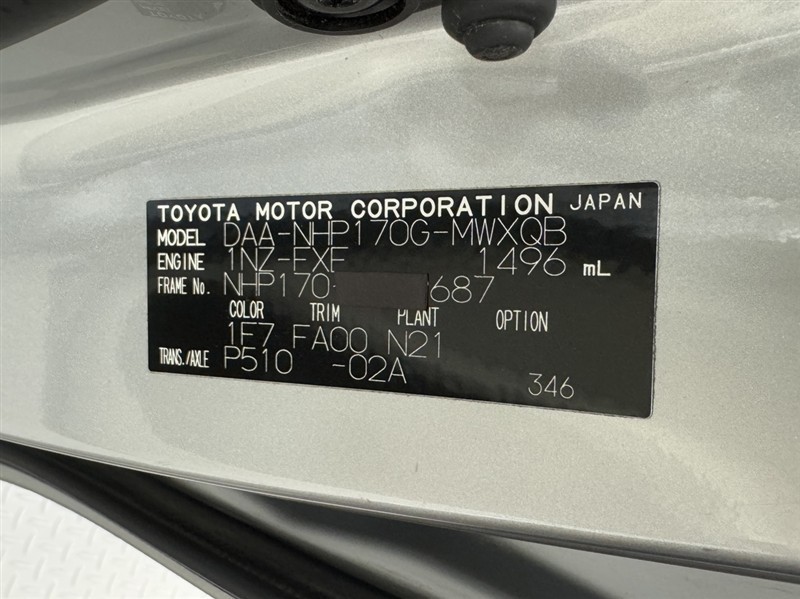 TOYOTA MOTOR CORPORATION JAPAN
MODEL DAA-NHP170G-MWXQB
ENGINE 1NZ-FXE 1496 mL
FRAME No. NHP170- 687
COLOR TRIM PLANT OPTION
1F7 FA00 N21
TRANS./AXLE P510 -02A
346